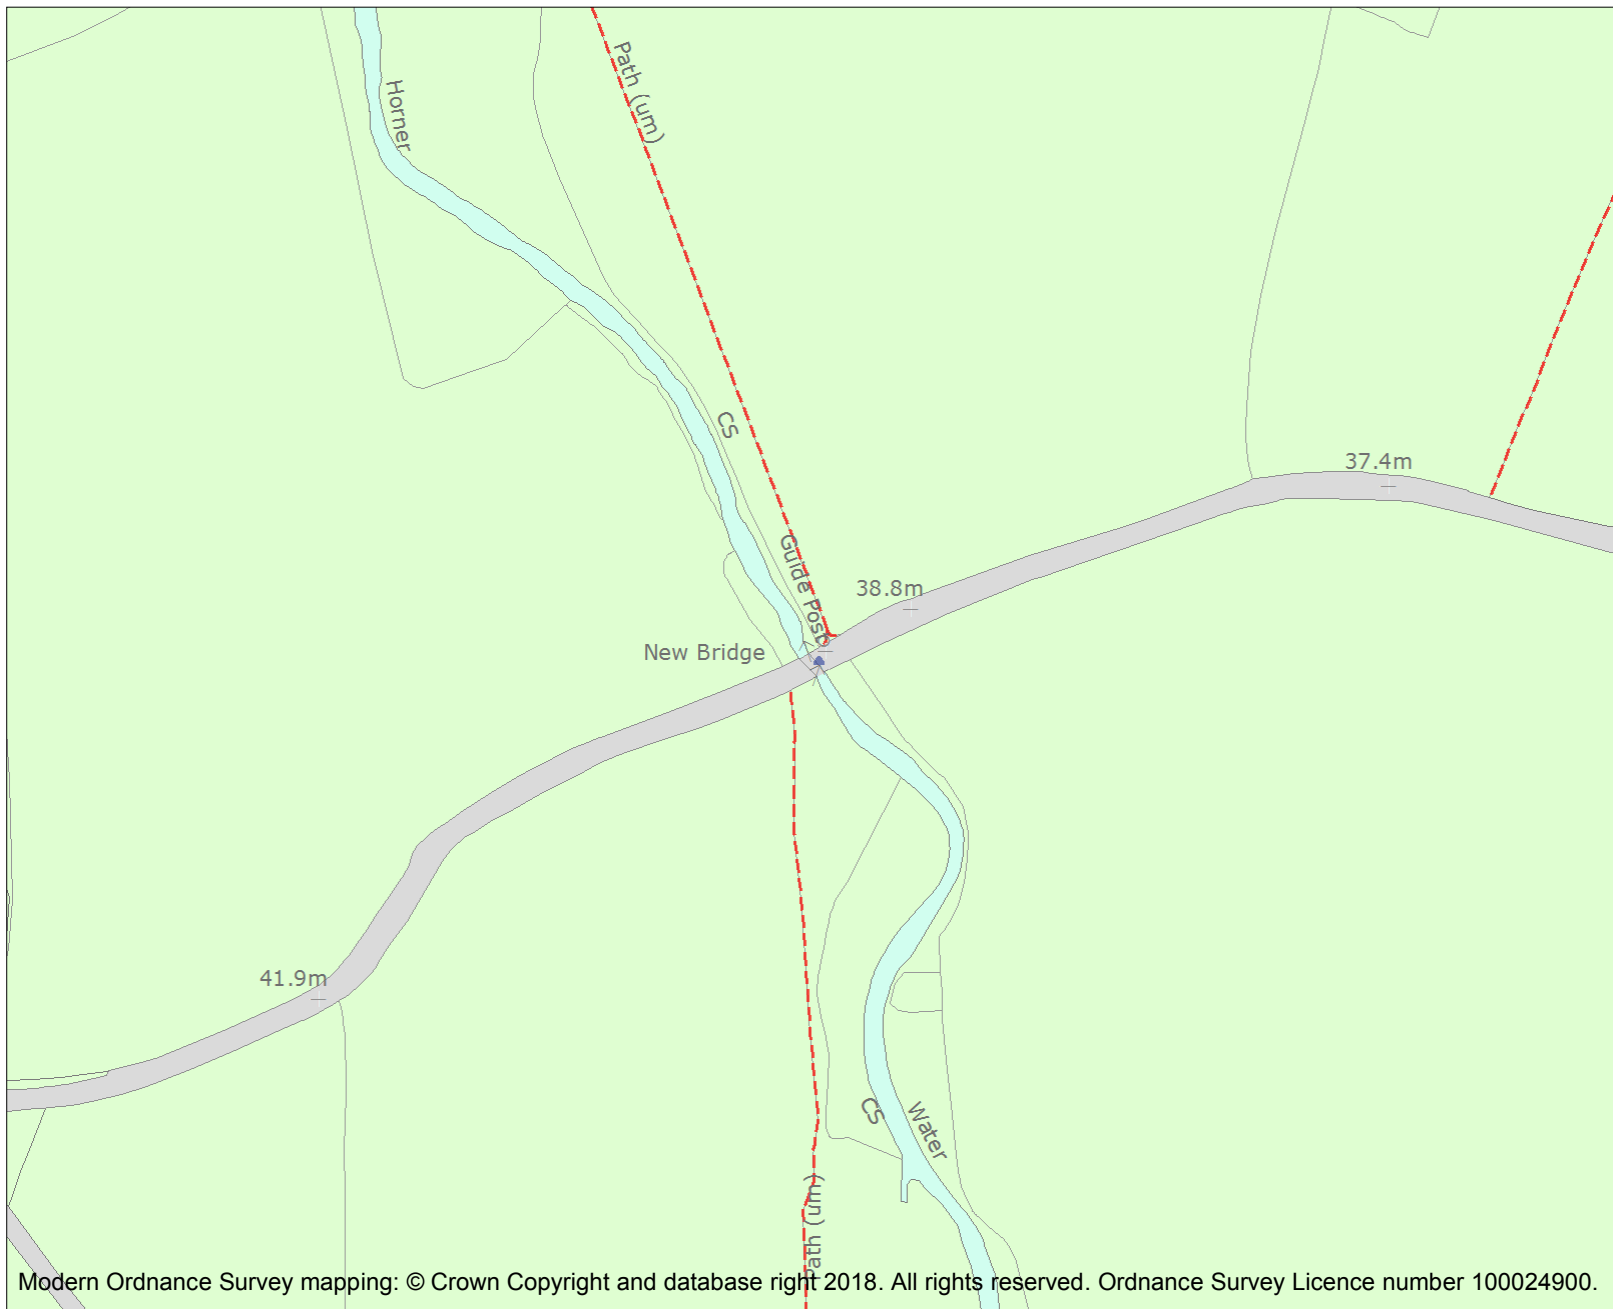 Path (um)
Horner
CS
37.4m
Guide Post
38.8m
New Bridge
41.9m
CS
Water
Path (um)
Modern Ordnance Survey mapping: © Crown Copyright and database right 2018. All rights reserved. Ordnance Survey Licence number 100024900.